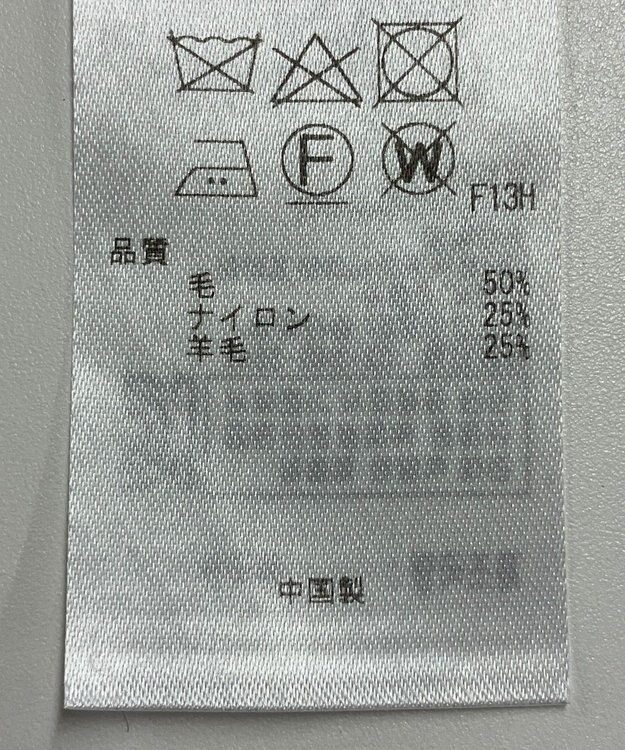 F W F13H
品質
毛 50%
ナイロン 25%
羊毛 25%
中国製